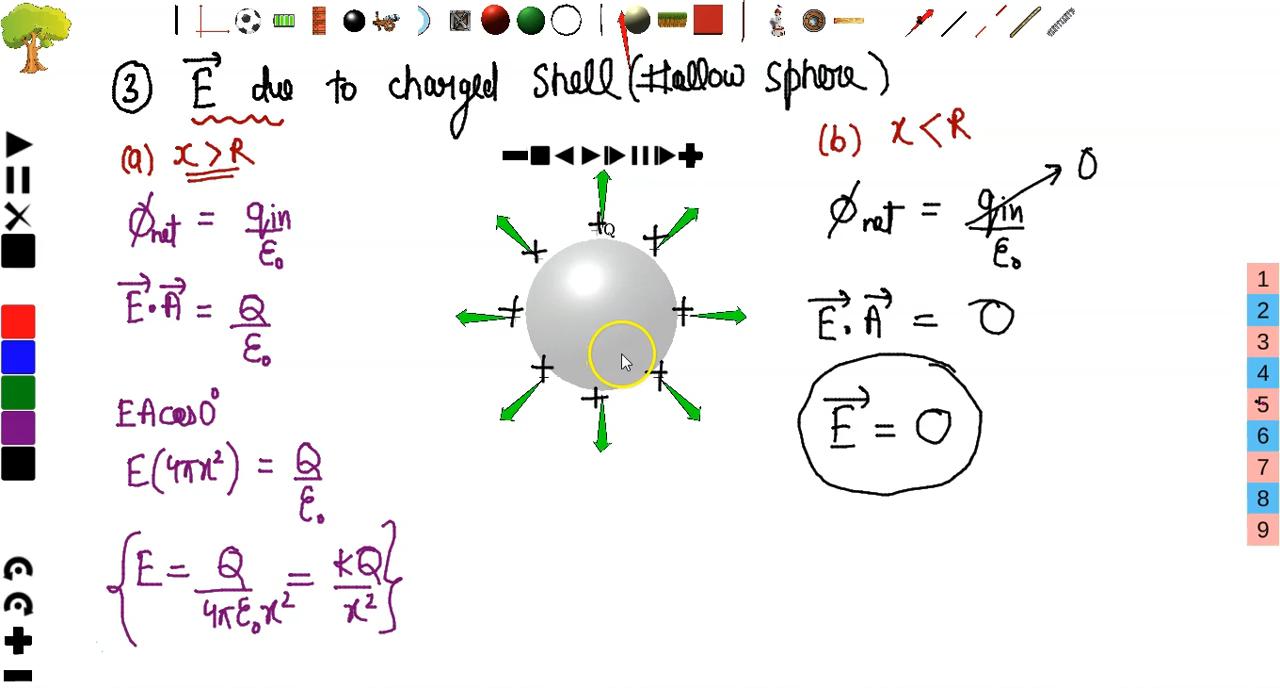 ③ E⃗ due to charged shell (Hallow sphere)
(a) x > R
ϕnet = qin/ε₀
E⃗·A⃗ = Q/ε₀
EAcos0°
E(4πx²) = Q/ε₀
{E = Q/4πε₀x² = KQ/x²}
+Q
+
+
+
+
+
+
+
(b) x < R
ϕnet = qin/ε₀ → 0
E⃗·A⃗ = 0
E⃗ = 0
1
2
3
4
5
6
7
8
9